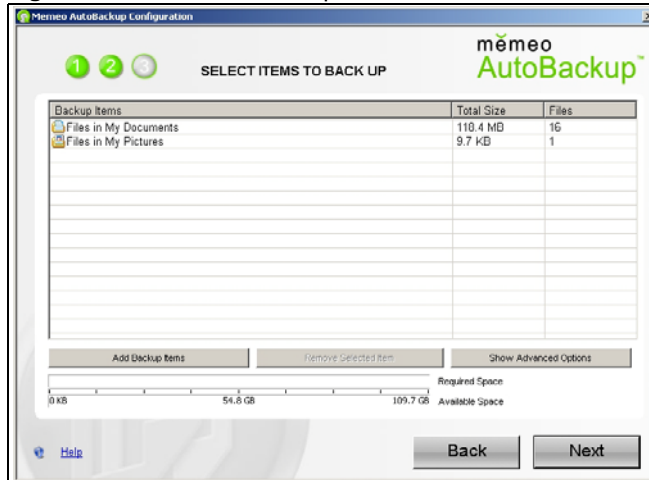 Memeo AutoBackup Configuration
1 2 3
SELECT ITEMS TO BACK UP
mĕmeo
AutoBackup™
Backup Items Total Size Files
Files in My Documents 118.4 MB 16
Files in My Pictures 9.7 KB 1
Add Backup Items Remove Selected Item Show Advanced Options
Required Space
0 KB 54.8 GB 109.7 GB Available Space
Help Back Next